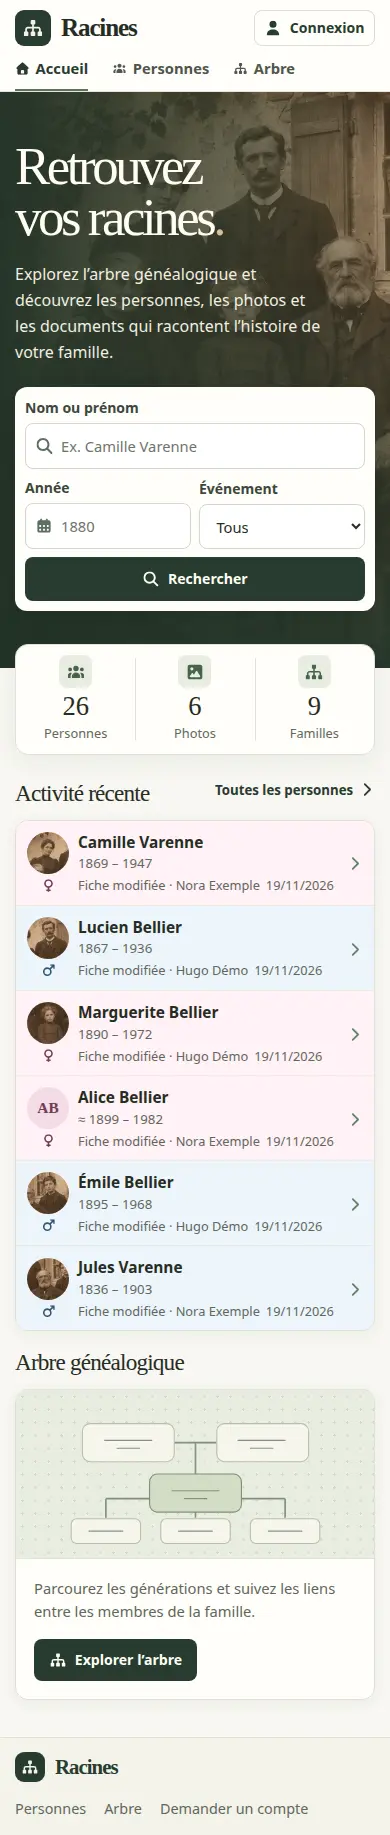 Racines
Connexion
Accueil
Personnes
Arbre
Retrouvez
vos racines.
Explorez l’arbre généalogique et
découvrez les personnes, les photos et
les documents qui racontent l’histoire de
votre famille.
Nom ou prénom
Ex. Camille Varenne
Année
Événement
1880
Tous
Rechercher
26
6
9
Personnes
Photos
Familles
Activité récente
Toutes les personnes
Camille Varenne
1869 – 1947
Fiche modifiée · Nora Exemple 19/11/2026
Lucien Bellier
1867 – 1936
Fiche modifiée · Hugo Démo 19/11/2026
Marguerite Bellier
1890 – 1972
Fiche modifiée · Hugo Démo 19/11/2026
AB
Alice Bellier
≈ 1899 – 1982
Fiche modifiée · Nora Exemple 19/11/2026
Émile Bellier
1895 – 1968
Fiche modifiée · Hugo Démo 19/11/2026
Jules Varenne
1836 – 1903
Fiche modifiée · Nora Exemple 19/11/2026
Arbre généalogique
Parcourez les générations et suivez les liens
entre les membres de la famille.
Explorer l’arbre
Racines
Personnes
Arbre
Demander un compte